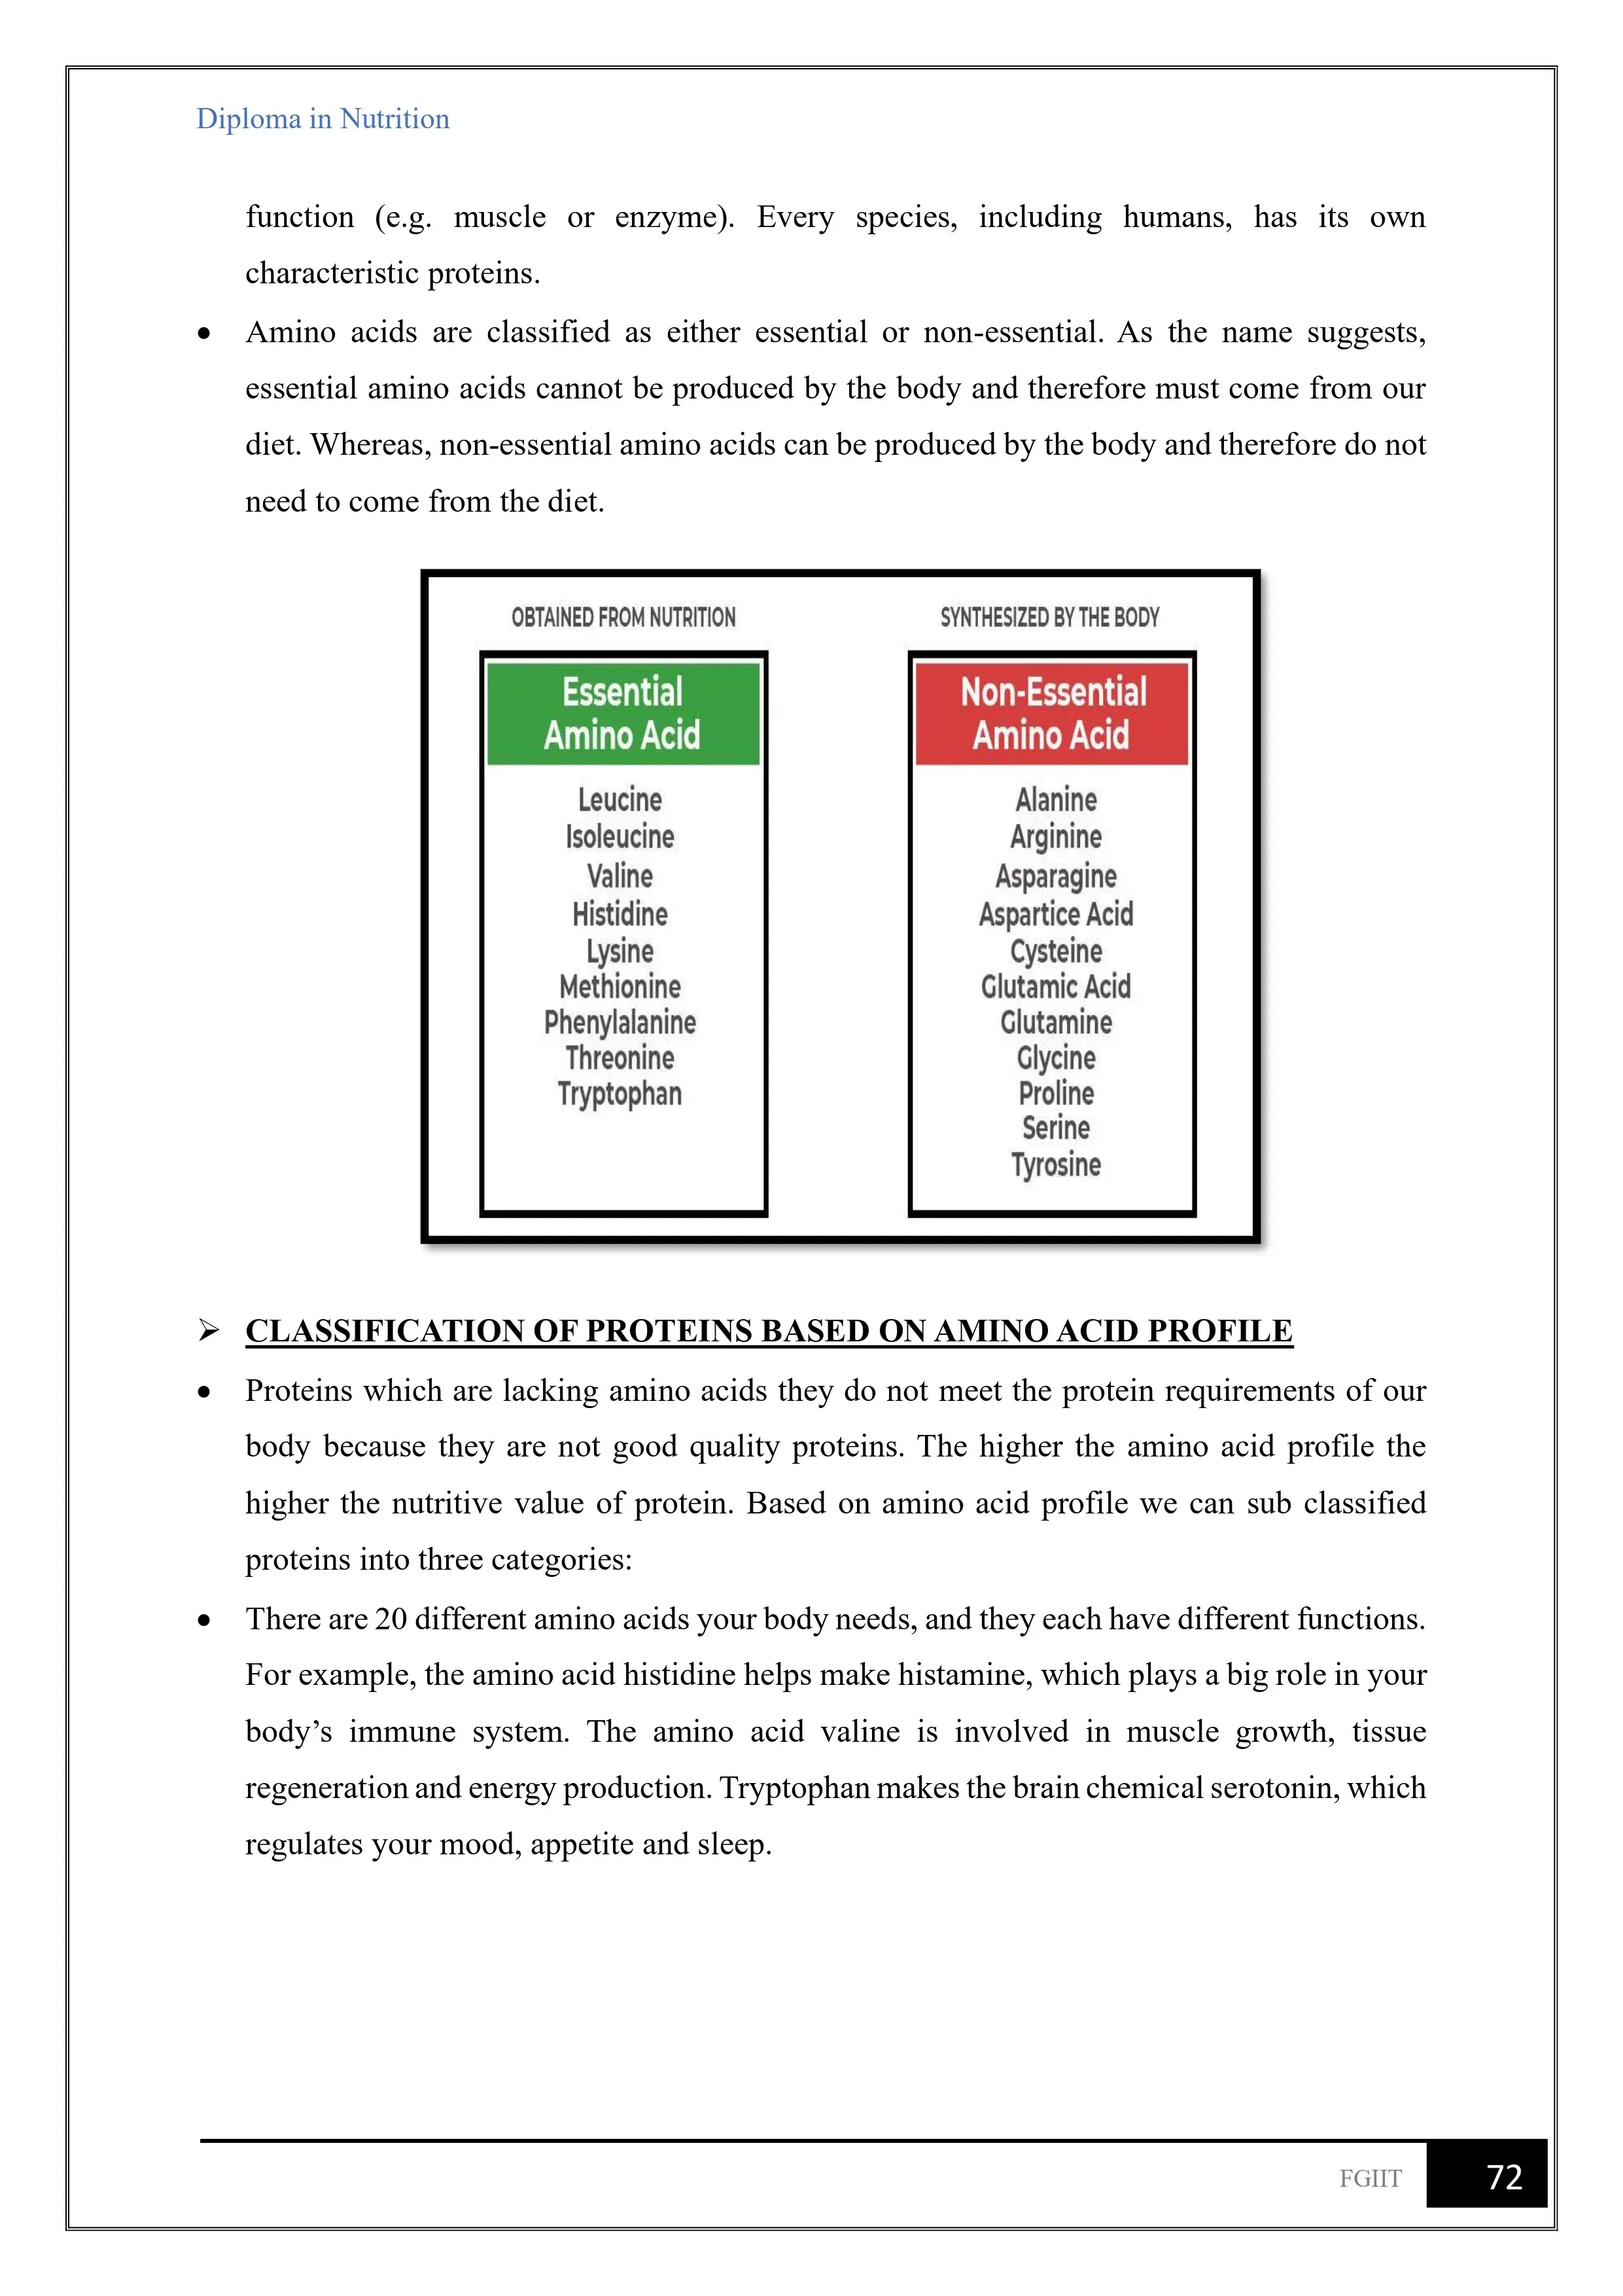 Diploma in Nutrition
function (e.g. muscle or enzyme). Every species, including humans, has its own
characteristic proteins.
• Amino acids are classified as either essential or non-essential. As the name suggests,
essential amino acids cannot be produced by the body and therefore must come from our
diet. Whereas, non-essential amino acids can be produced by the body and therefore do not
need to come from the diet.
OBTAINED FROM NUTRITION
Essential
Amino Acid
Leucine
Isoleucine
Valine
Histidine
Lysine
Methionine
Phenylalanine
Threonine
Tryptophan
SYNTHESIZED BY THE BODY
Non-Essential
Amino Acid
Alanine
Arginine
Asparagine
Aspartice Acid
Cysteine
Glutamic Acid
Glutamine
Glycine
Proline
Serine
Tyrosine
➢ CLASSIFICATION OF PROTEINS BASED ON AMINO ACID PROFILE
• Proteins which are lacking amino acids they do not meet the protein requirements of our
body because they are not good quality proteins. The higher the amino acid profile the
higher the nutritive value of protein. Based on amino acid profile we can sub classified
proteins into three categories:
• There are 20 different amino acids your body needs, and they each have different functions.
For example, the amino acid histidine helps make histamine, which plays a big role in your
body’s immune system. The amino acid valine is involved in muscle growth, tissue
regeneration and energy production. Tryptophan makes the brain chemical serotonin, which
regulates your mood, appetite and sleep.
FGIIT 72